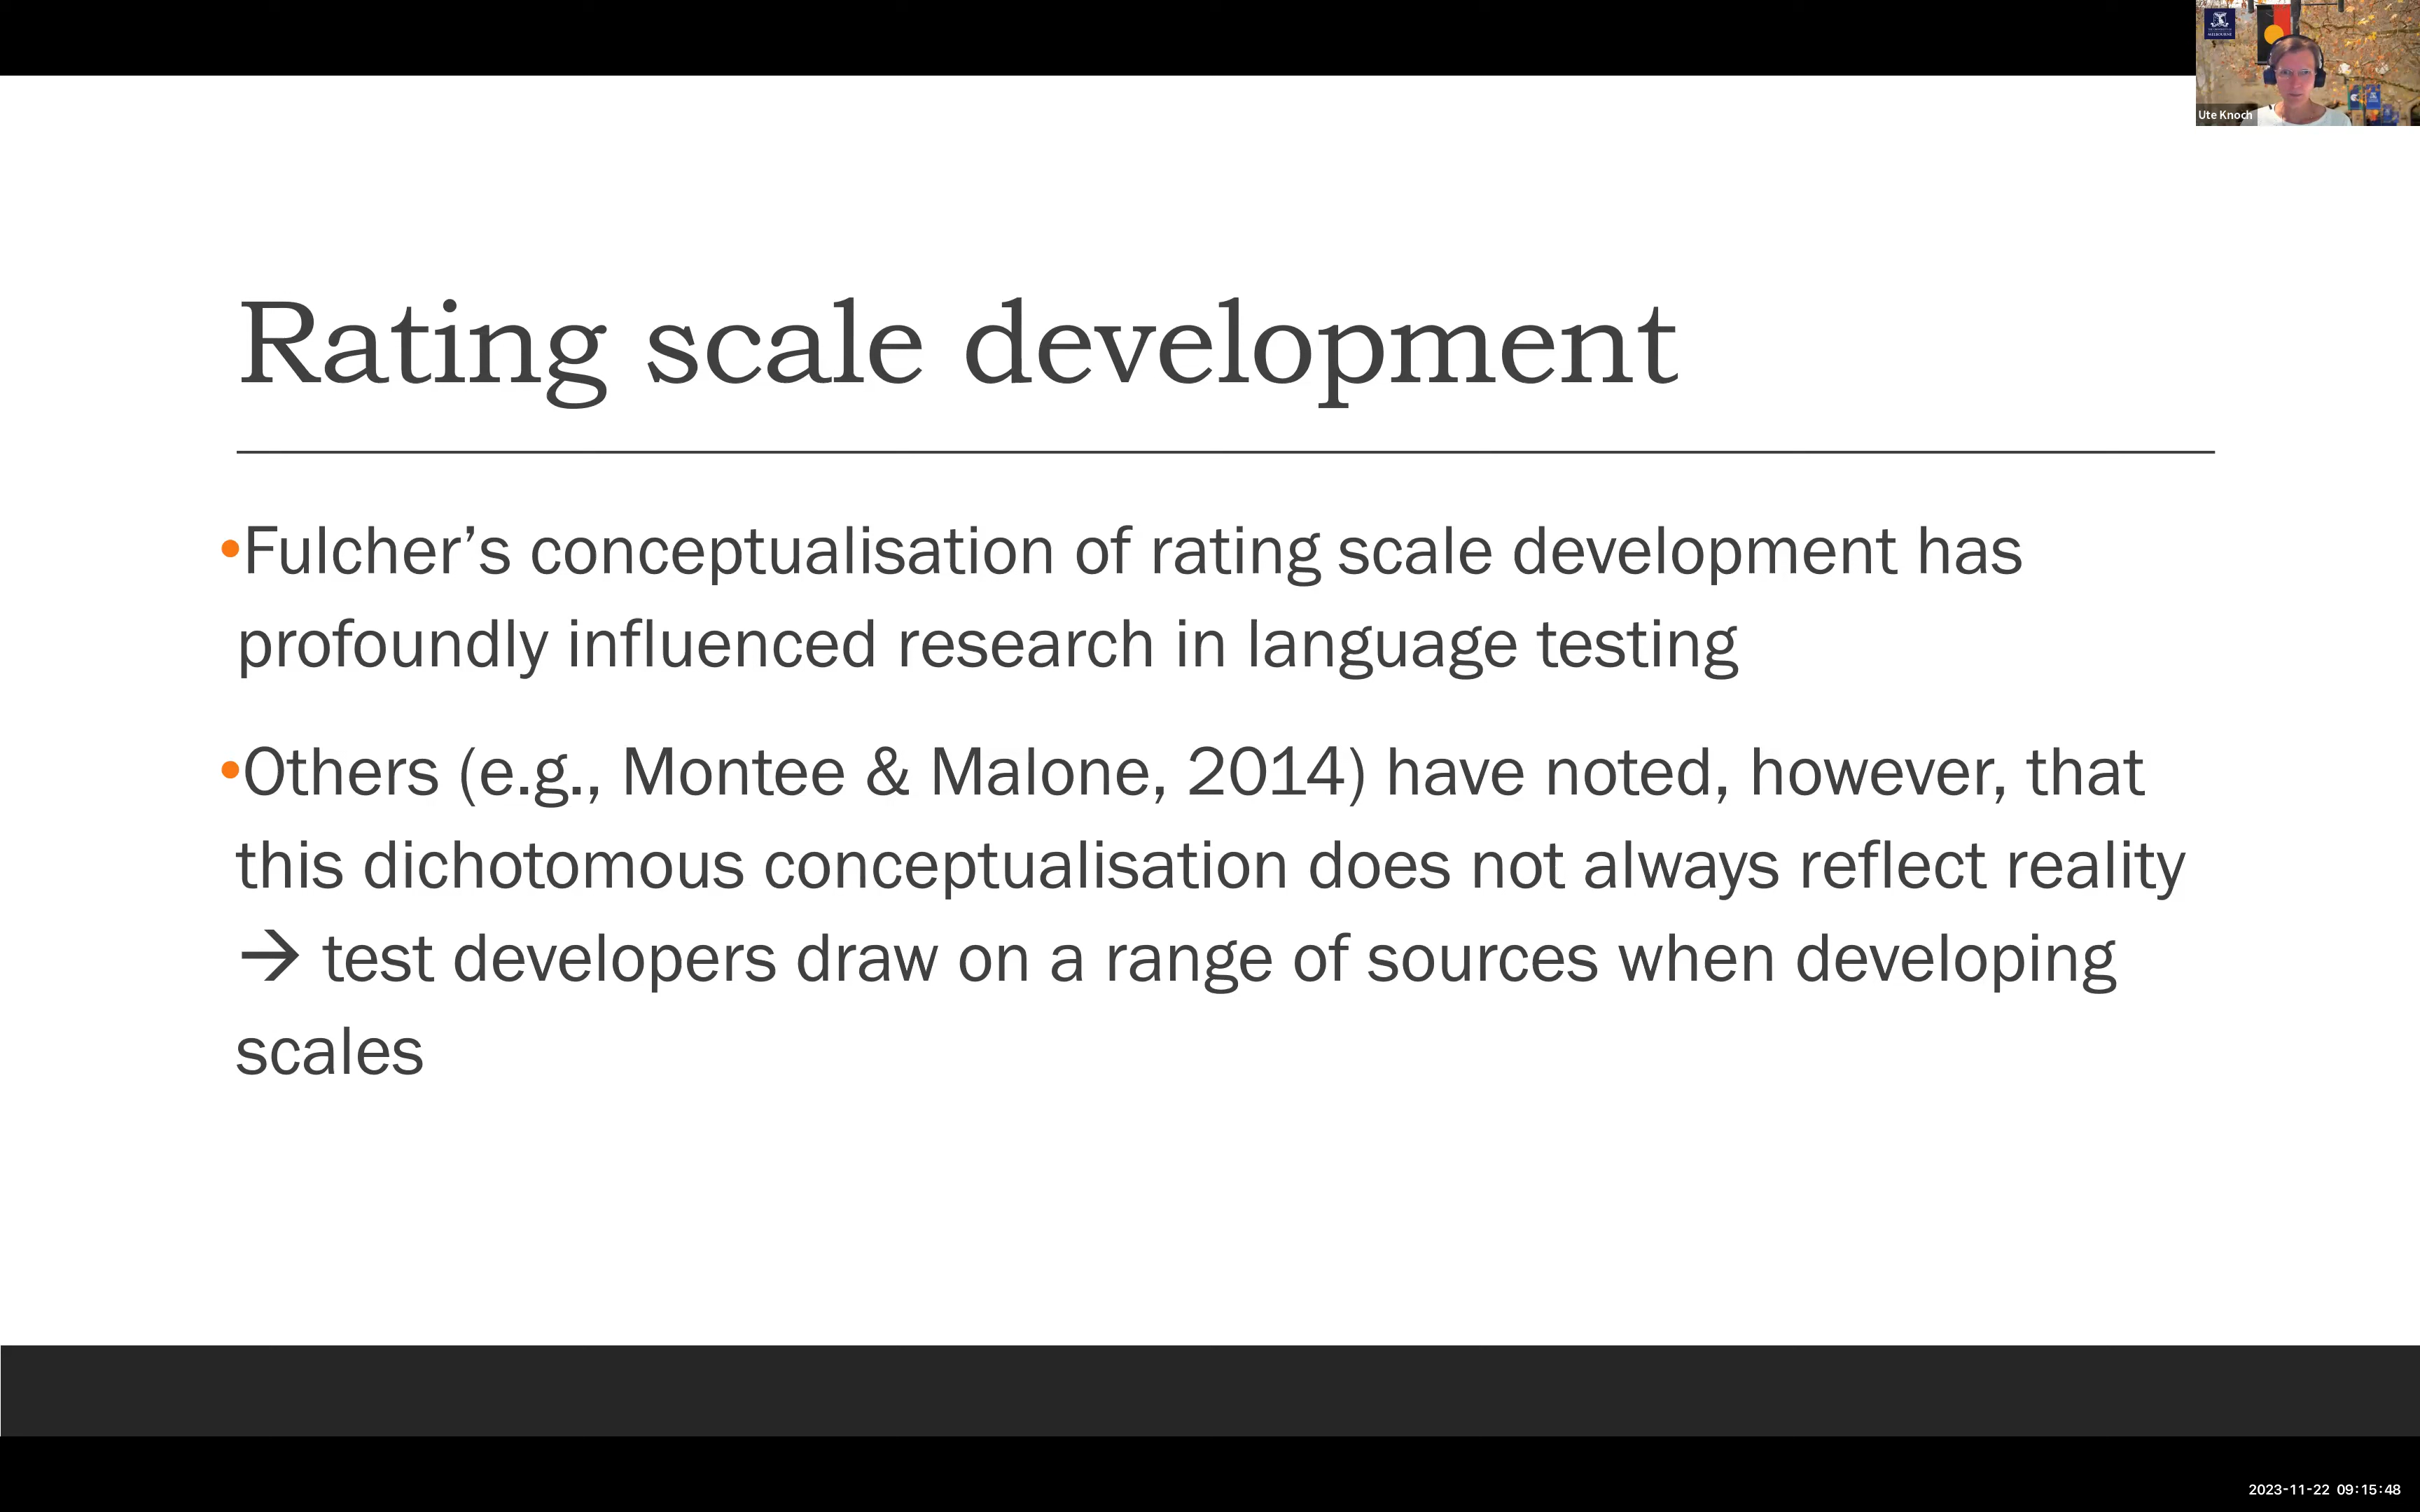 MELBOURNE
Ute Knoch
Rating scale development
•Fulcher’s conceptualisation of rating scale development has
profoundly influenced research in language testing
•Others (e.g., Montee & Malone, 2014) have noted, however, that
this dichotomous conceptualisation does not always reflect reality
→ test developers draw on a range of sources when developing
scales
2023-11-22 09:15:48